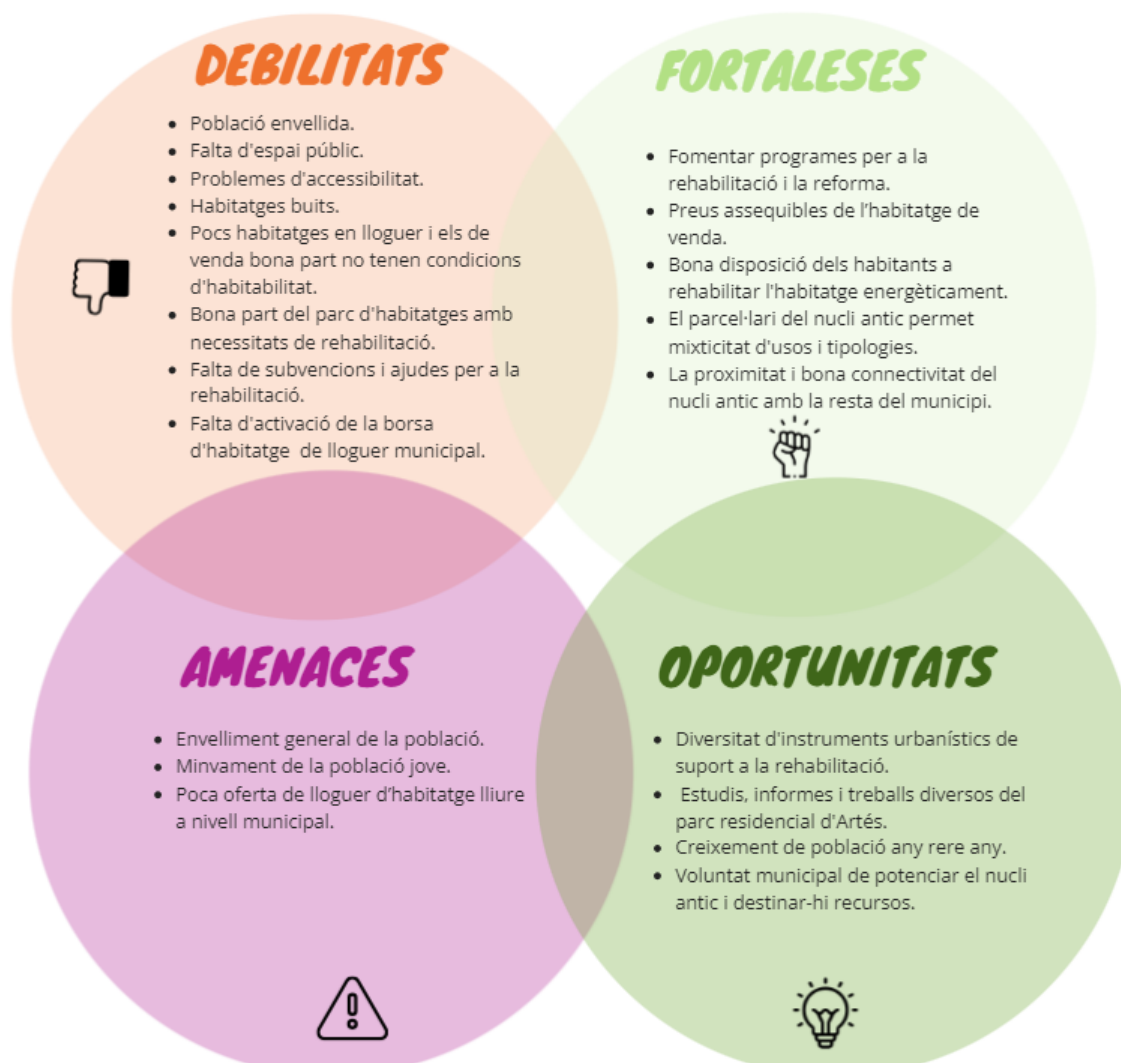 DEBILITATS
• Població envellida.
• Falta d'espai públic.
• Problemes d'accessibilitat.
• Habitatges buits.
• Pocs habitatges en lloguer i els de
venda bona part no tenen condicions
d'habitabilitat.
• Bona part del parc d'habitatges amb
necessitats de rehabilitació.
• Falta de subvencions i ajudes per a la
rehabilitació.
• Falta d'activació de la borsa
d'habitatge de lloguer municipal.
FORTALESES
• Fomentar programes per a la
rehabilitació i la reforma.
• Preus assequibles de l’habitatge de
venda.
• Bona disposició dels habitants a
rehabilitar l'habitatge energèticament.
• El parcel·lari del nucli antic permet
mixticitat d'usos i tipologies.
• La proximitat i bona connectivitat del
nucli antic amb la resta del municipi.
AMENACES
• Envelliment general de la població.
• Minvament de la població jove.
• Poca oferta de lloguer d’habitatge lliure
a nivell municipal.
OPORTUNITATS
• Diversitat d'instruments urbanístics de
suport a la rehabilitació.
• Estudis, informes i treballs diversos del
parc residencial d'Artés.
• Creixement de població any rere any.
• Voluntat municipal de potenciar el nucli
antic i destinar-hi recursos.